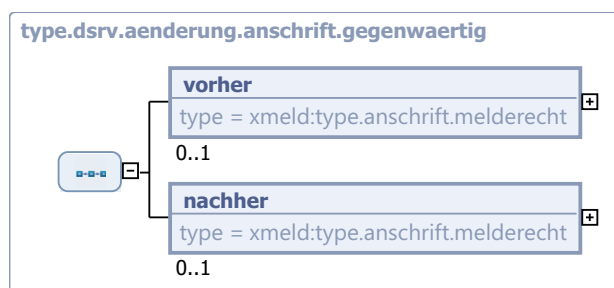 type.dsrv.aenderung.anschrift.gegenwaertig
vorher
type = xmeld:type.anschrift.melderecht
0..1
nachher
type = xmeld:type.anschrift.melderecht
0..1